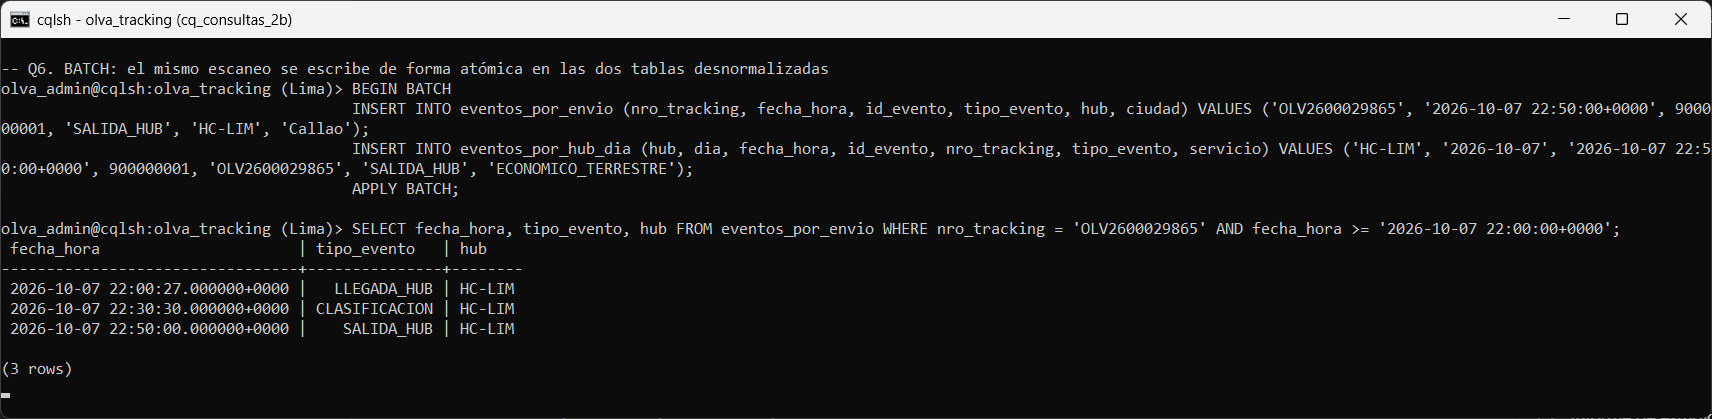 cqlsh - olva_tracking (cq_consultas_2b)
-- Q6. BATCH: el mismo escaneo se escribe de forma atómica en las dos tablas desnormalizadas
olva_admin@cqlsh:olva_tracking (Lima)> BEGIN BATCH
INSERT INTO eventos_por_envio (nro_tracking, fecha_hora, id_evento, tipo_evento, hub, ciudad) VALUES ('OLV2600029865', '2026-10-07 22:50:00+0000', 9000
00001, 'SALIDA_HUB', 'HC-LIM', 'Callao');
INSERT INTO eventos_por_hub_dia (hub, dia, fecha_hora, id_evento, nro_tracking, tipo_evento, servicio) VALUES ('HC-LIM', '2026-10-07', '2026-10-07 22:5
0:00+0000', 900000001, 'OLV2600029865', 'SALIDA_HUB', 'ECONOMICO_TERRESTRE');
APPLY BATCH;
olva_admin@cqlsh:olva_tracking (Lima)> SELECT fecha_hora, tipo_evento, hub FROM eventos_por_envio WHERE nro_tracking = 'OLV2600029865' AND fecha_hora >= '2026-10-07 22:00:00+0000';
fecha_hora | tipo_evento | hub
---------------------------------+---------------+--------
2026-10-07 22:00:27.000000+0000 | LLEGADA_HUB | HC-LIM
2026-10-07 22:30:30.000000+0000 | CLASIFICACION | HC-LIM
2026-10-07 22:50:00.000000+0000 | SALIDA_HUB | HC-LIM
(3 rows)